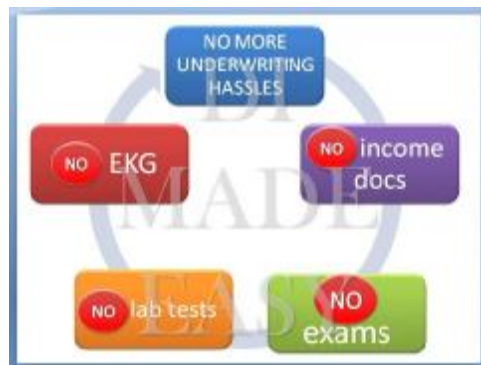 NO MORE
UNDERWRITING
HASSLES
NO EKG
NO income
docs
NO lab tests
NO
exams
DI
MADE
EASY